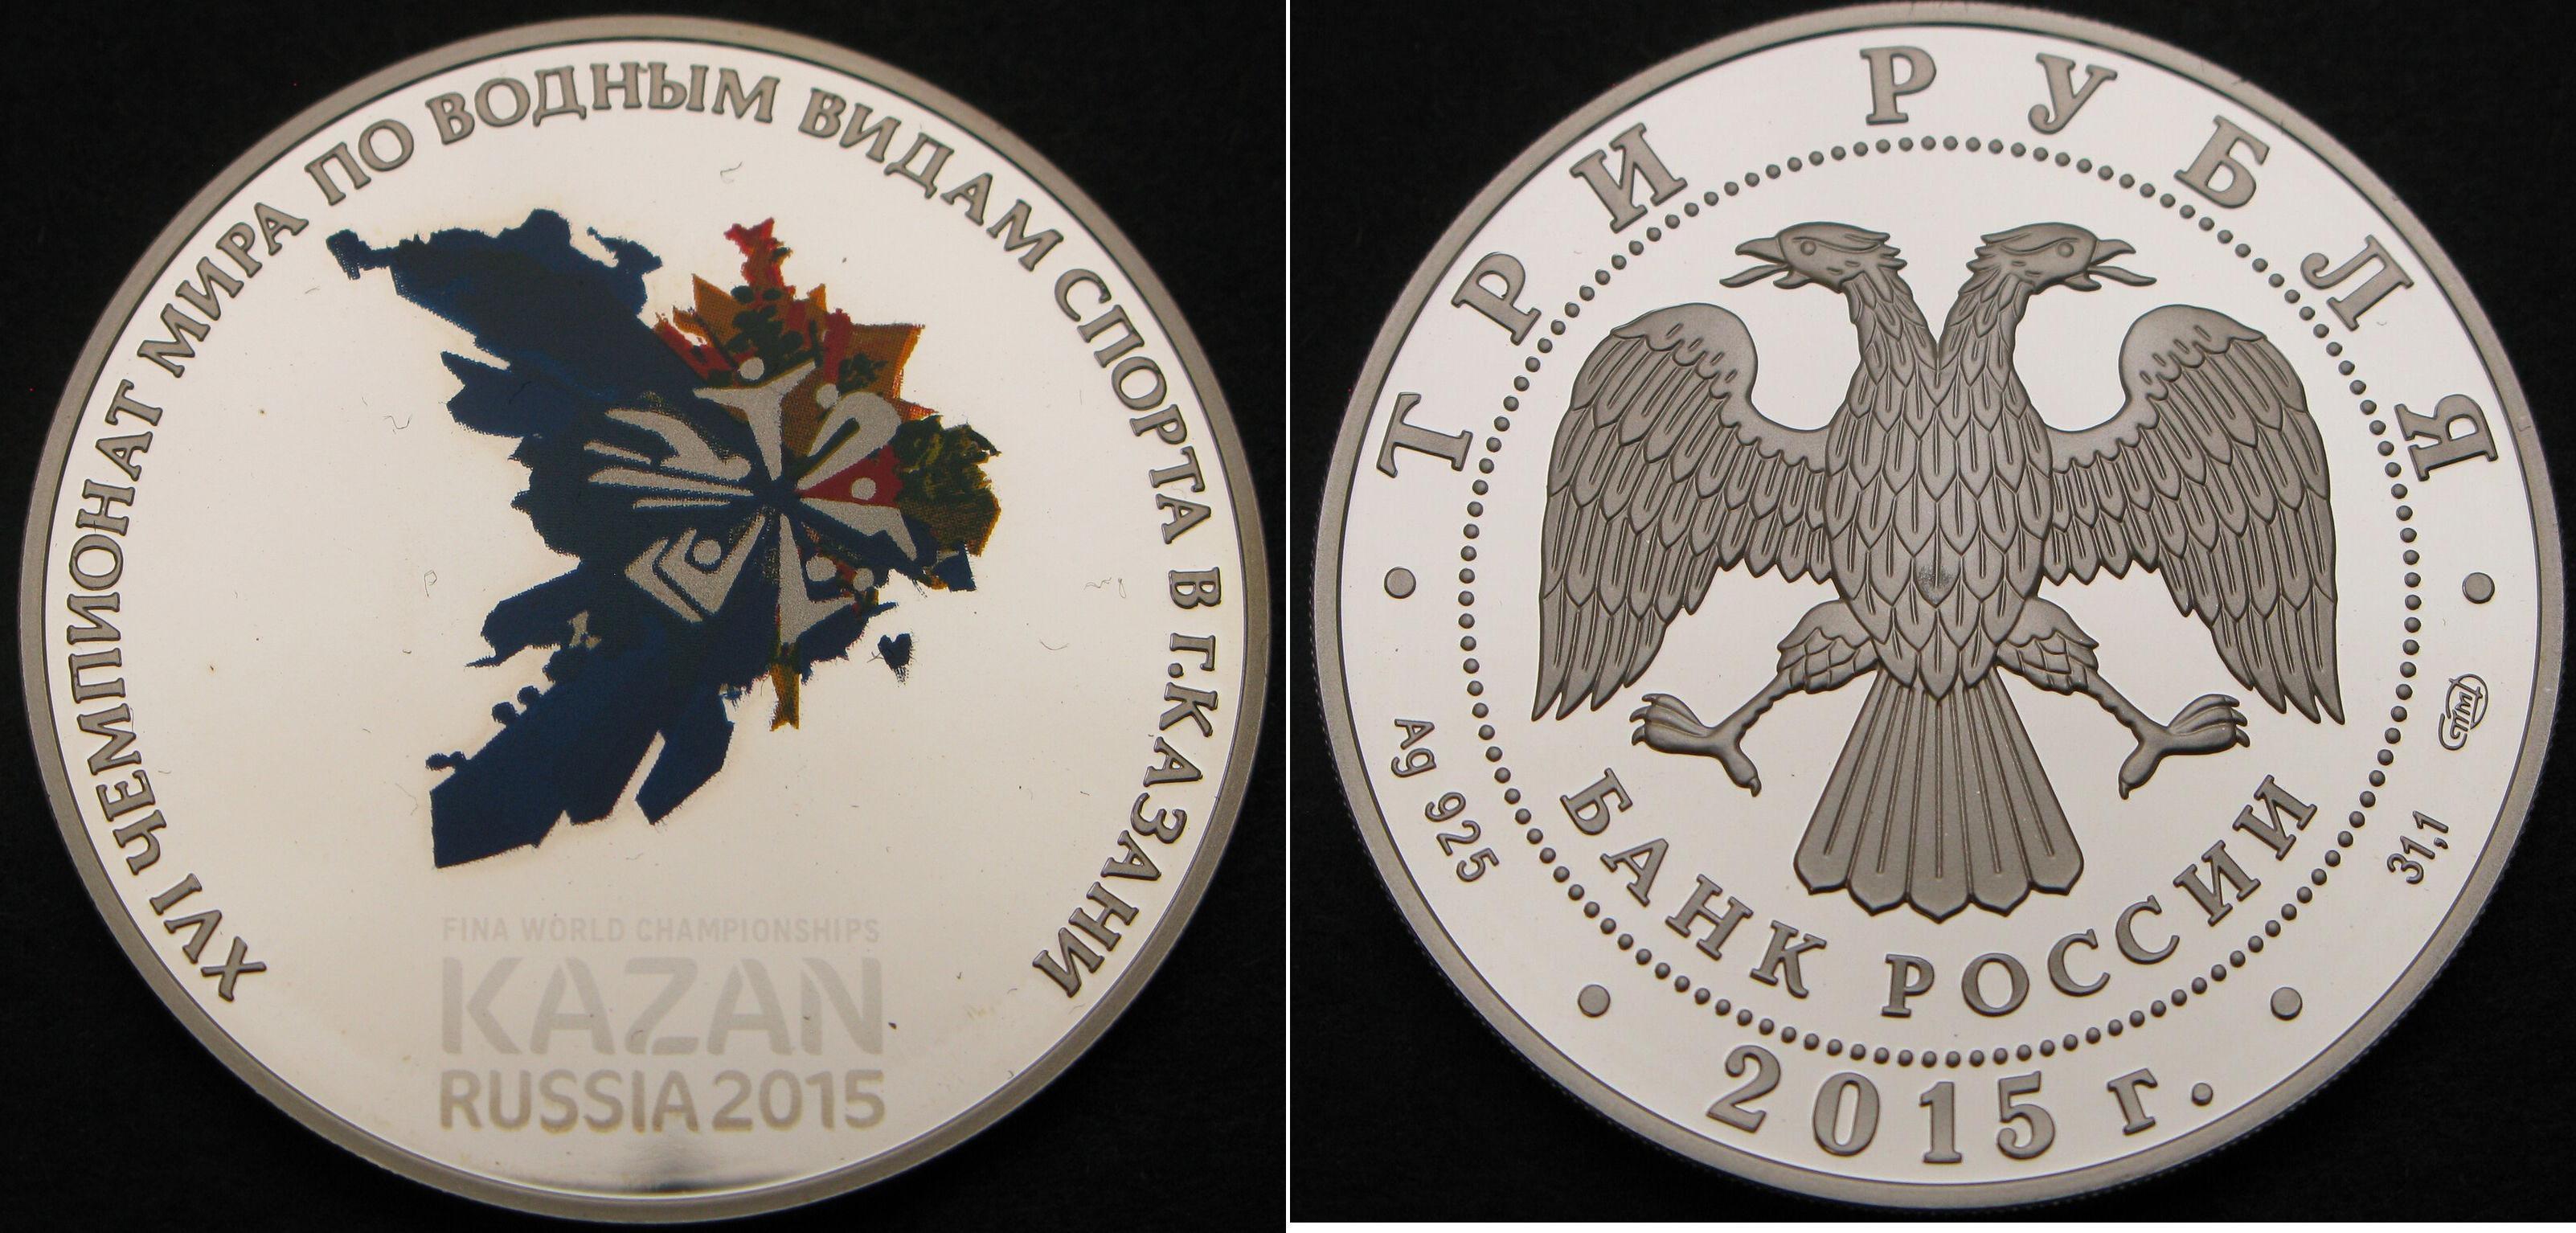 XVI ЧЕМПИОНАТ МИРА ПО ВОДНЫМ ВИДАМ СПОРТА В Г.КАЗАНИ
FINA WORLD CHAMPIONSHIPS
KAZAN
RUSSIA 2015
ТРИ РУБЛЯ
БАНК РОССИИ
Ag 925
31,1
2015 г.